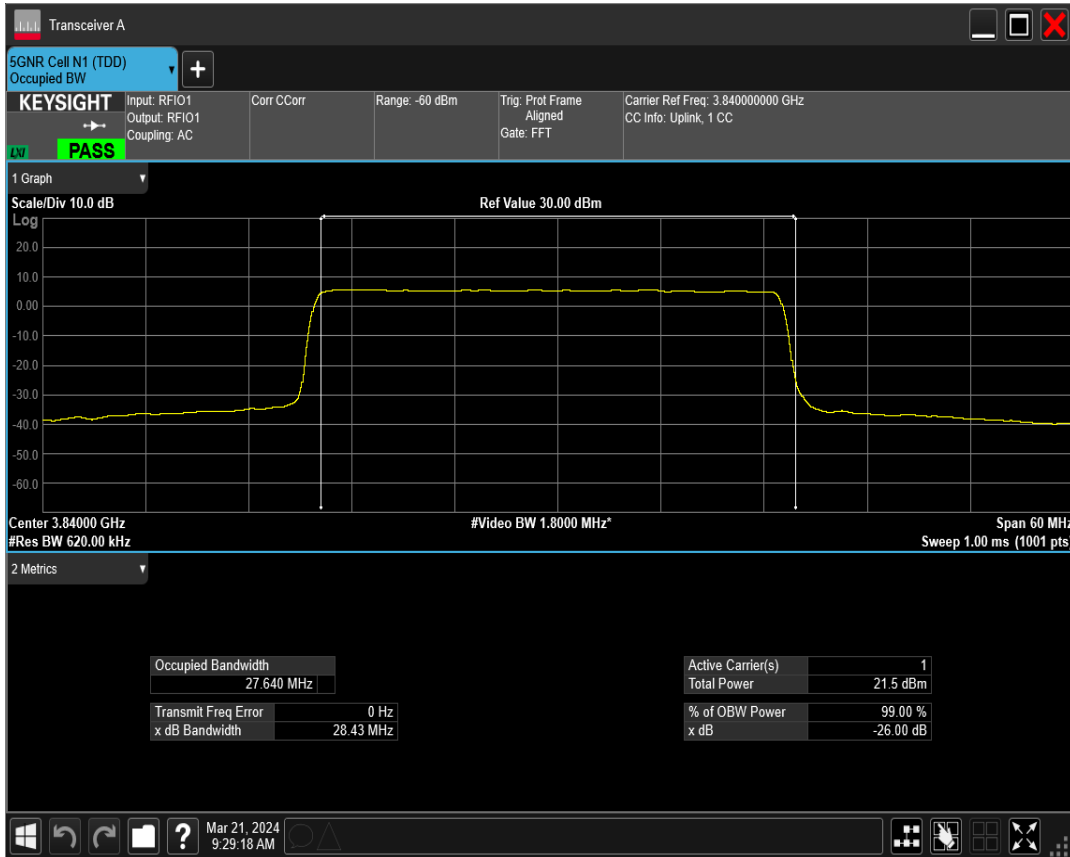 Transceiver A
5GNR Cell N1 (TDD)
Occupied BW
+
KEYSIGHT
LXI
PASS
Input: RFIO1
Output: RFIO1
Coupling: AC
Corr CCorr
Range: -60 dBm
Trig: Prot Frame
Aligned
Gate: FFT
Carrier Ref Freq: 3.840000000 GHz
CC Info: Uplink, 1 CC
1 Graph
Scale/Div 10.0 dB
Ref Value 30.00 dBm
Log
20.0
10.0
0.00
-10.0
-20.0
-30.0
-40.0
-50.0
-60.0
Center 3.84000 GHz
#Video BW 1.8000 MHz*
Span 60 MHz
#Res BW 620.00 kHz
Sweep 1.00 ms (1001 pts)
2 Metrics
Occupied Bandwidth
27.640 MHz
Transmit Freq Error 0 Hz
x dB Bandwidth 28.43 MHz
Active Carrier(s) 1
Total Power 21.5 dBm
% of OBW Power 99.00 %
x dB -26.00 dB
?
Mar 21, 2024
9:29:18 AM